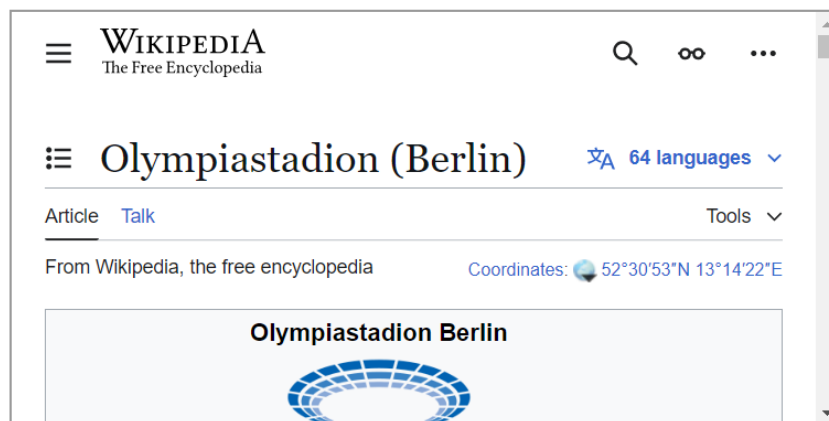 WIKIPEDIA
The Free Encyclopedia
Olympiastadion (Berlin)
64 languages
Article Talk Tools
From Wikipedia, the free encyclopedia Coordinates: 52°30′53″N 13°14′22″E
Olympiastadion Berlin